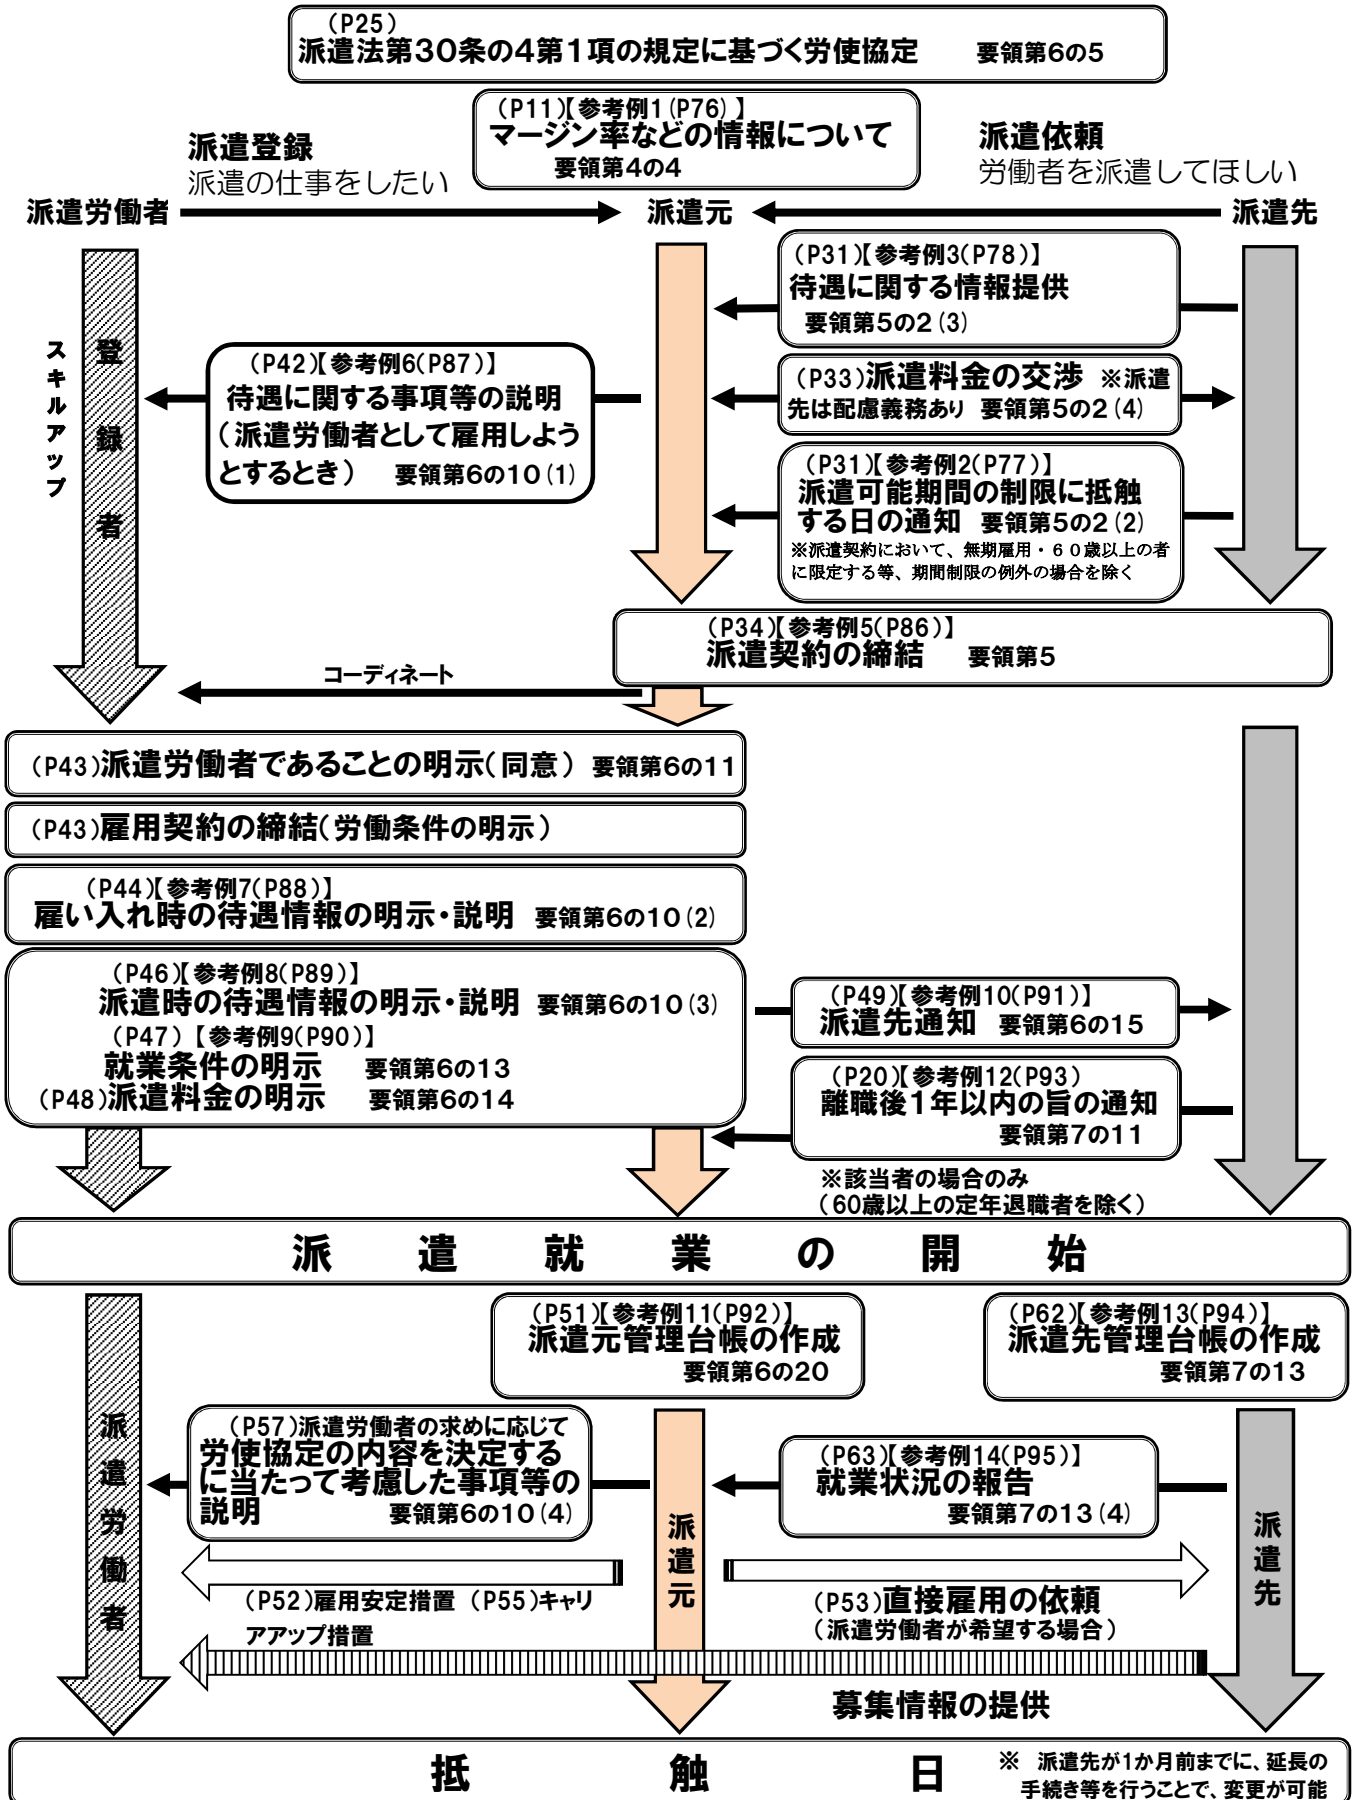 (P25)
派遣法第30条の4第1項の規定に基づく労使協定 要領第6の5
(P11)【参考例1(P76)】
マージン率などの情報について
要領第4の4
派遣登録
派遣の仕事をしたい
派遣依頼
労働者を派遣してほしい
派遣労働者
派遣元
派遣先
(P31)【参考例3(P78)】
待遇に関する情報提供
要領第5の2(3)
スキルアップ
登録者
(P42)【参考例6(P87)】
待遇に関する事項等の説明
(派遣労働者として雇用しよう
とするとき) 要領第6の10(1)
(P33)派遣料金の交渉 ※派遣
先は配慮義務あり 要領第5の2(4)
(P31)【参考例2(P77)】
派遣可能期間の制限に抵触
する日の通知 要領第5の2(2)
※派遣契約において、無期雇用・60歳以上の者
に限定する等、期間制限の例外の場合を除く
(P34)【参考例5(P86)】
派遣契約の締結 要領第5
コーディネート
(P43)派遣労働者であることの明示(同意) 要領第6の11
(P43)雇用契約の締結(労働条件の明示)
(P44)【参考例7(P88)】
雇い入れ時の待遇情報の明示・説明 要領第6の10(2)
(P46)【参考例8(P89)】
派遣時の待遇情報の明示・説明 要領第6の10(3)
(P47)【参考例9(P90)】
就業条件の明示 要領第6の13
(P48)派遣料金の明示 要領第6の14
(P49)【参考例10(P91)】
派遣先通知 要領第6の15
(P20)【参考例12(P93)
離職後1年以内の旨の通知
要領第7の11
※該当者の場合のみ
(60歳以上の定年退職者を除く)
派遣就業の開始
(P51)【参考例11(P92)】
派遣元管理台帳の作成
要領第6の20
(P62)【参考例13(P94)】
派遣先管理台帳の作成
要領第7の13
派遣労働者
(P57)派遣労働者の求めに応じて
労使協定の内容を決定する
に当たって考慮した事項等の
説明 要領第6の10(4)
(P63)【参考例14(P95)】
就業状況の報告
要領第7の13(4)
派遣元
派遣先
(P52)雇用安定措置 (P55)キャリ
アアップ措置
(P53)直接雇用の依頼
(派遣労働者が希望する場合)
募集情報の提供
抵触日
※ 派遣先が1か月前までに、延長の
手続き等を行うことで、変更が可能